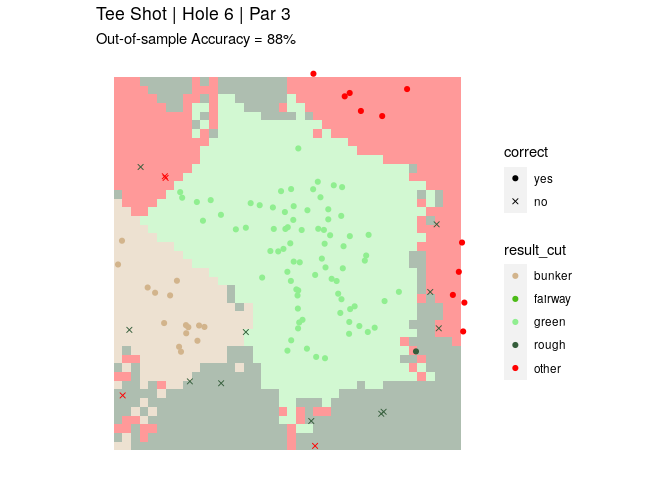 Tee Shot | Hole 6 | Par 3
Out-of-sample Accuracy = 88%
correct
yes
no
result_cut
bunker
fairway
green
rough
other